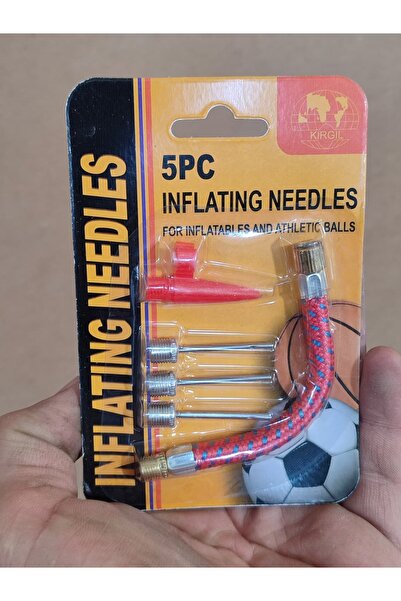 INFLATING NEEDLES
KIRGIL
5PC
INFLATING NEEDLES
FOR INFLATABLES AND ATHLETIC BALLS